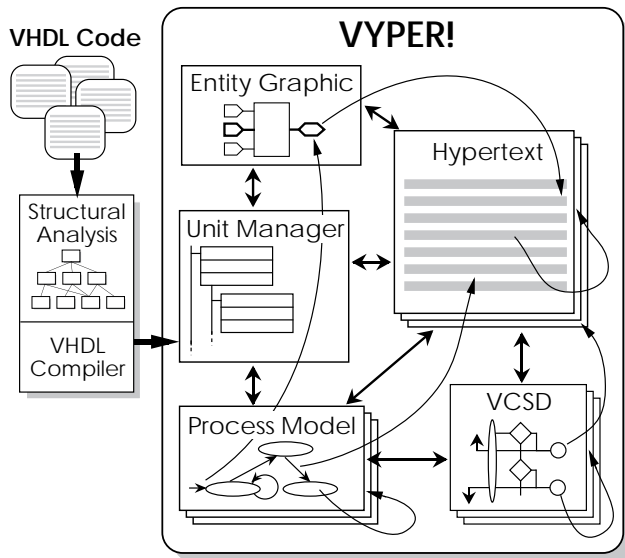 VHDL Code
VYPER!
Entity Graphic
Hypertext
Structural
Analysis
Unit Manager
VHDL
Compiler
Process Model
VCSD